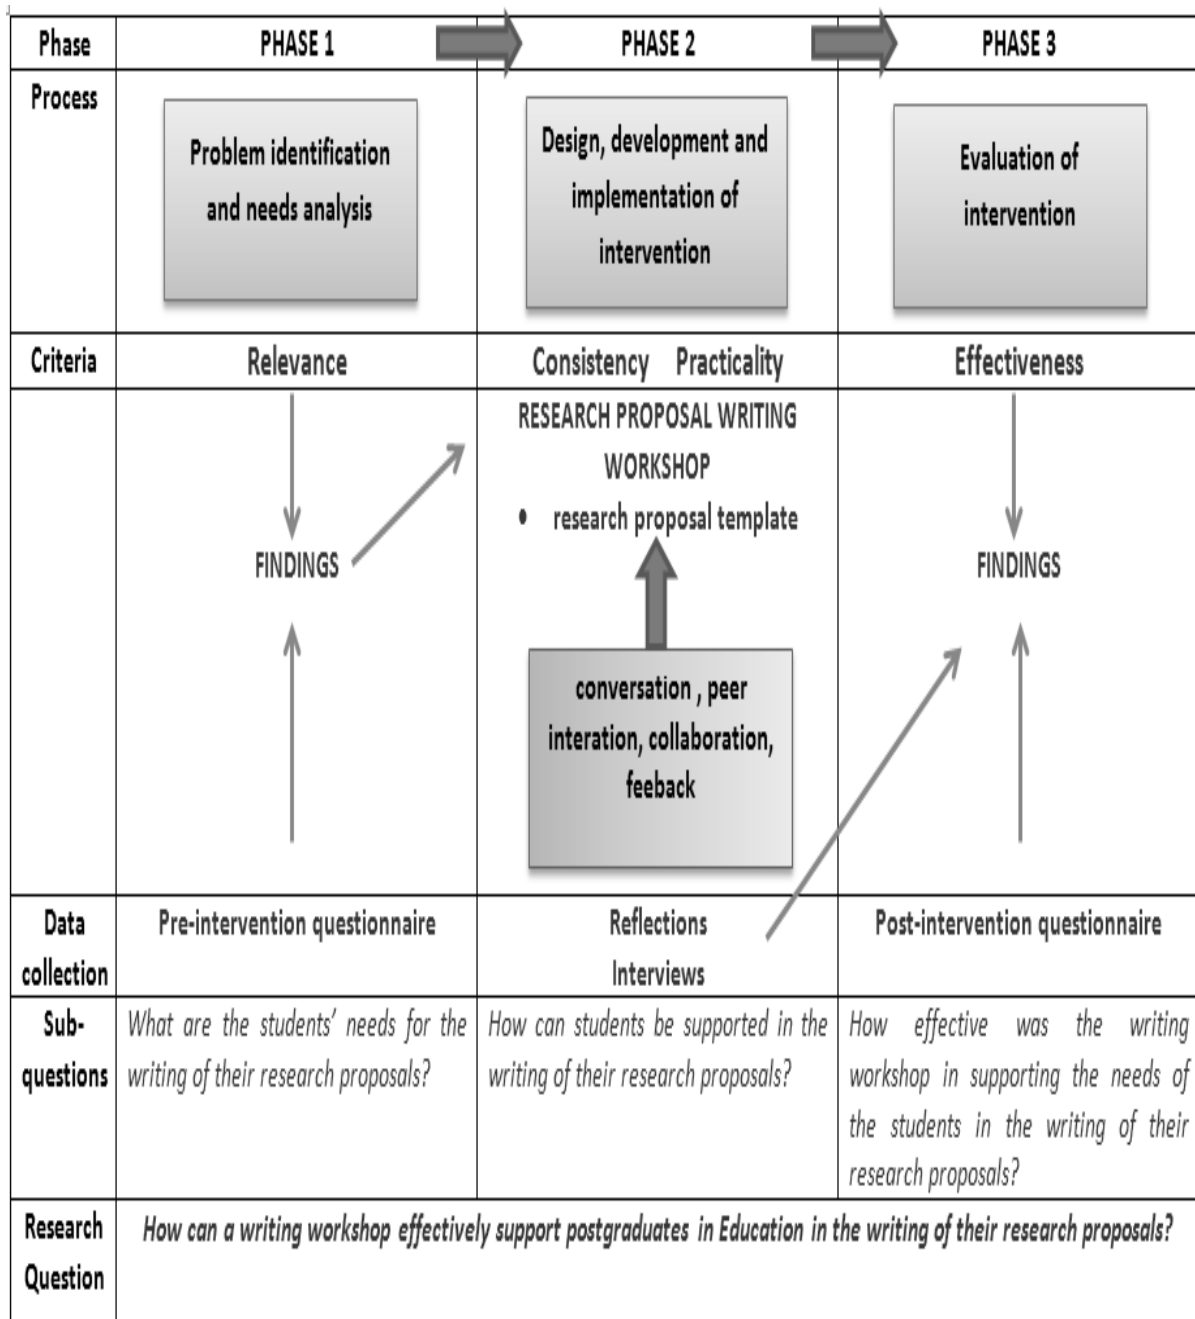 Phase PHASE 1 PHASE 2 PHASE 3
Process
Problem identification
and needs analysis
Design, development and
implementation of
intervention
Evaluation of
intervention
Criteria Relevance Consistency Practicality Effectiveness
FINDINGS
RESEARCH PROPOSAL WRITING
WORKSHOP
• research proposal template
conversation , peer
interation, collaboration,
feeback
FINDINGS
Data
collection
Pre-intervention questionnaire
Reflections
Interviews
Post-intervention questionnaire
Sub-
questions
What are the students' needs for the
writing of their research proposals?
How can students be supported in the
writing of their research proposals?
How effective was the writing
workshop in supporting the needs of
the students in the writing of their
research proposals?
Research
Question
How can a writing workshop effectively support postgraduates in Education in the writing of their research proposals?